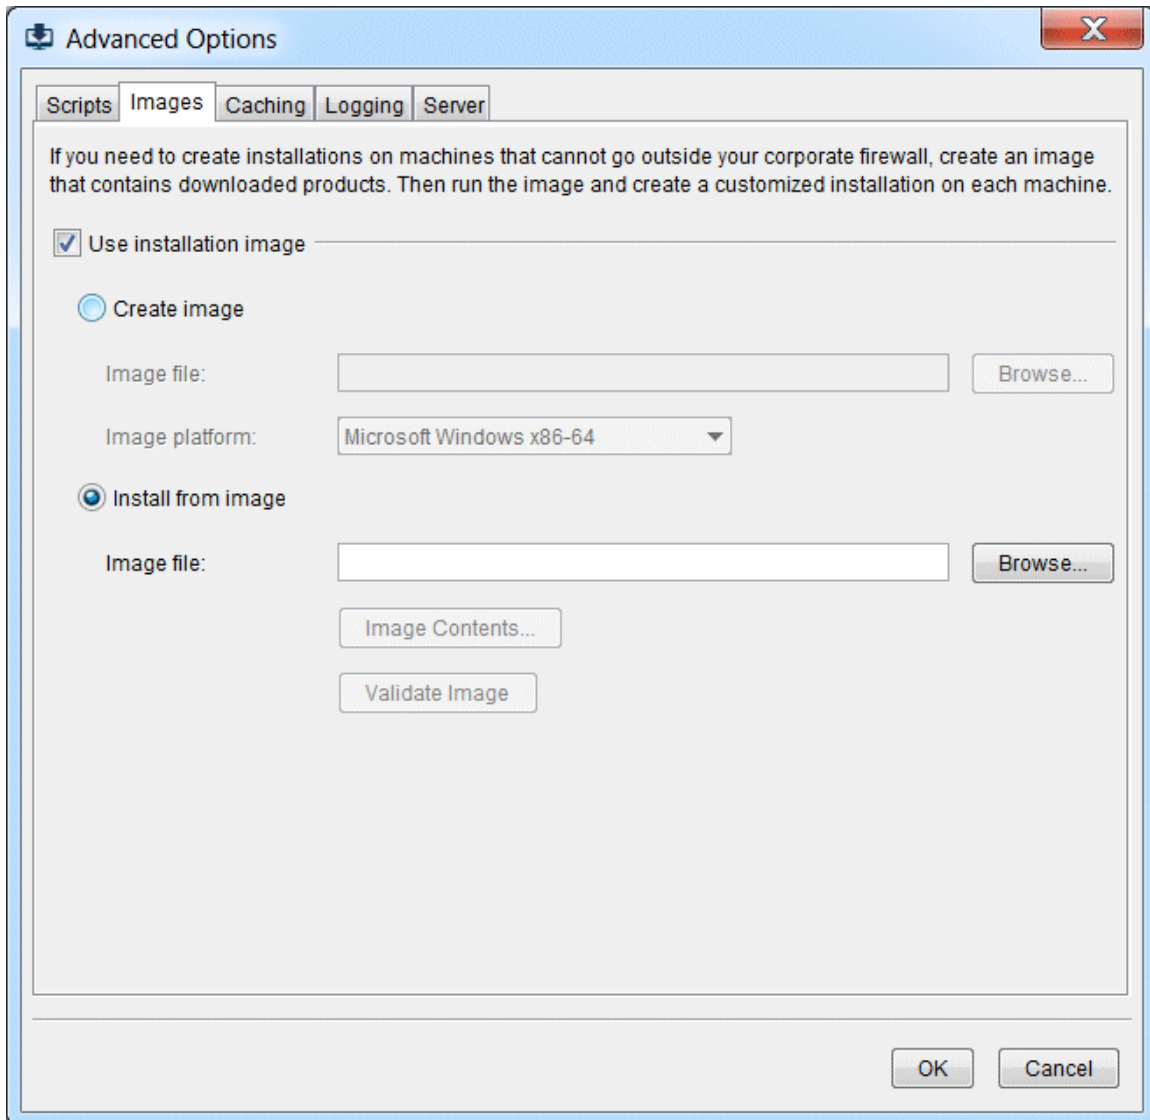 Advanced Options
Scripts Images Caching Logging Server
If you need to create installations on machines that cannot go outside your corporate firewall, create an image
that contains downloaded products. Then run the image and create a customized installation on each machine.
Use installation image
Create image
Image file: Browse...
Image platform: Microsoft Windows x86-64
Install from image
Image file: Browse...
Image Contents...
Validate Image
OK Cancel